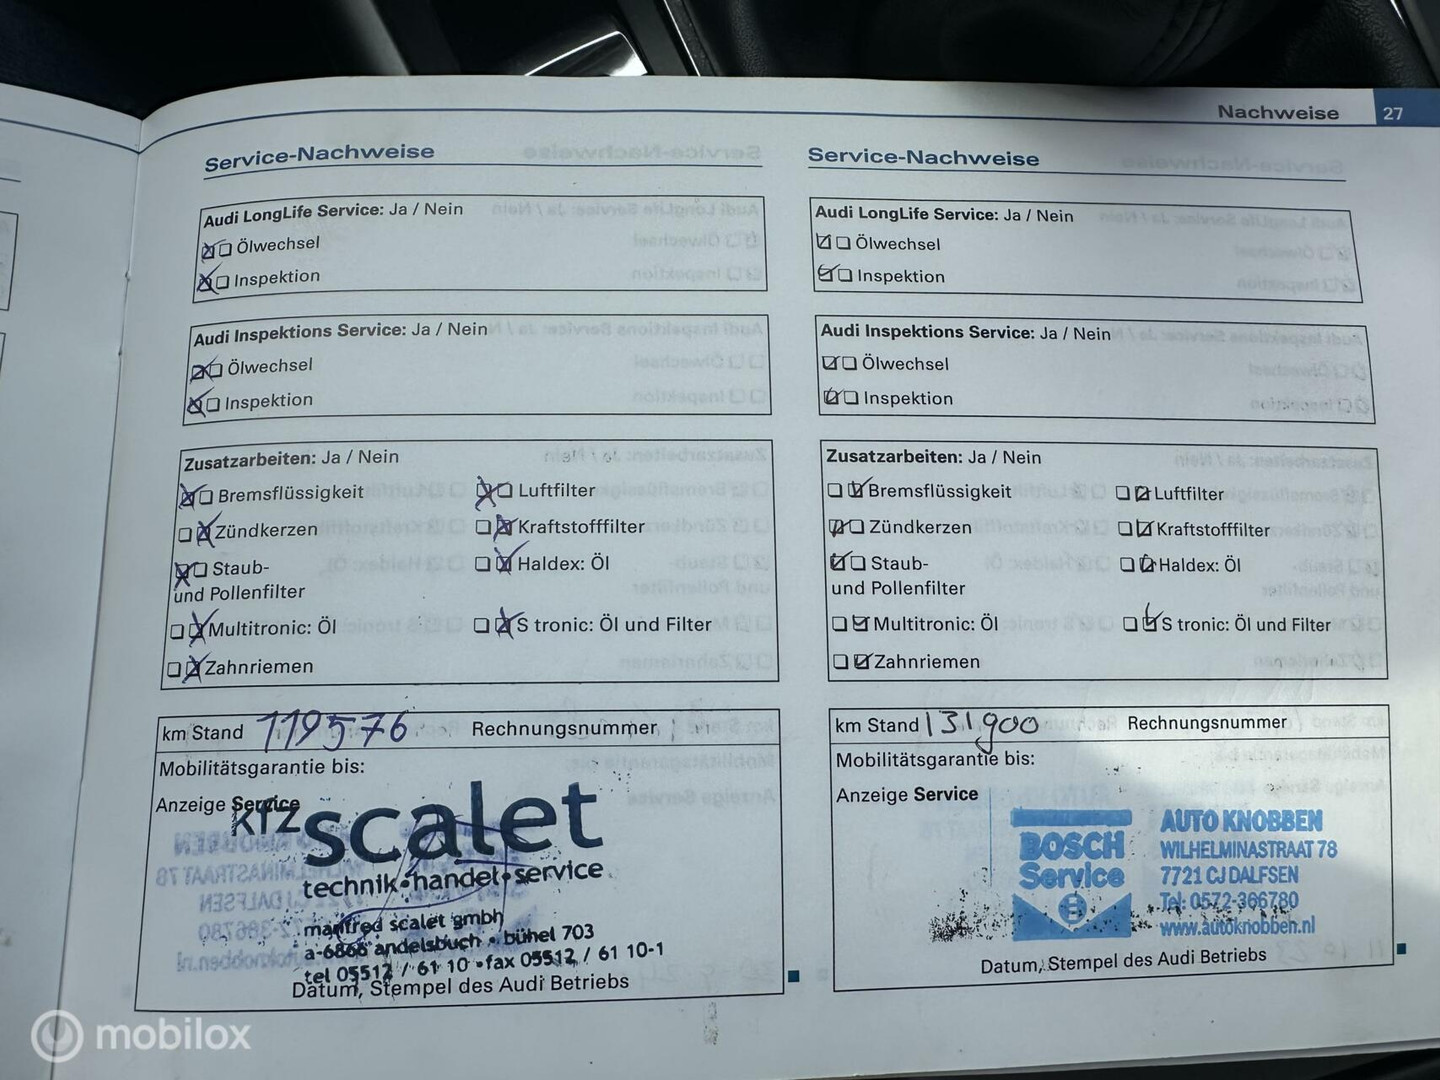 Nachweise 27
Service-Nachweise
Audi LongLife Service: Ja / Nein
Ölwechsel
Inspektion
Audi Inspektions Service: Ja / Nein
Ölwechsel
Inspektion
Zusatzarbeiten: Ja / Nein
Bremsflüssigkeit Luftfilter
Zündkerzen Kraftstofffilter
Staub- Haldex: Öl
und Pollenfilter
Multitronic: Öl S tronic: Öl und Filter
Zahnriemen
km Stand 119576 Rechnungsnummer
Mobilitätsgarantie bis:
Anzeige Service
kfz scalet
technik•handel•service
manfred scalet gmbh
a-6866 andelsbuch • bühel 703
tel 05512 / 61 10 • fax 05512 / 61 10-1
Datum, Stempel des Audi Betriebs
Service-Nachweise
Audi LongLife Service: Ja / Nein
Ölwechsel
Inspektion
Audi Inspektions Service: Ja / Nein
Ölwechsel
Inspektion
Zusatzarbeiten: Ja / Nein
Bremsflüssigkeit Luftfilter
Zündkerzen Kraftstofffilter
Staub- Haldex: Öl
und Pollenfilter
Multitronic: Öl S tronic: Öl und Filter
Zahnriemen
km Stand 131900 Rechnungsnummer
Mobilitätsgarantie bis:
Anzeige Service
BOSCH
Service
AUTO KNOBBEN
WILHELMINASTRAAT 78
7721 CJ DALFSEN
Tel: 0572-366780
www.autoknobben.nl
Datum, Stempel des Audi Betriebs
mobilox